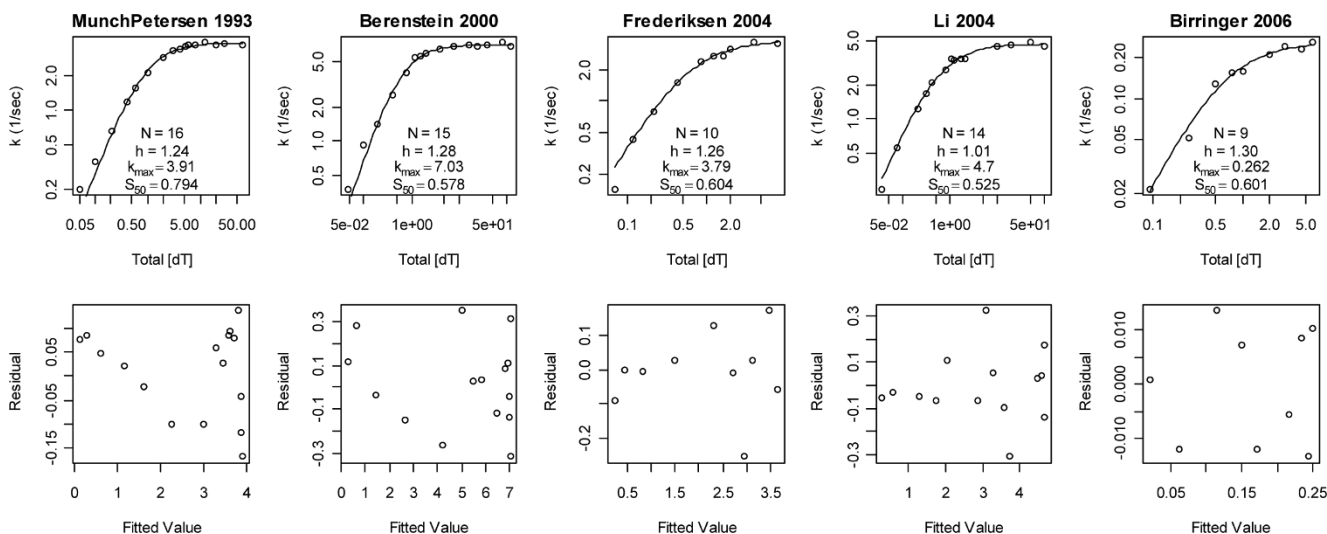 MunchPetersen 1993
k (1/sec)
2.0
1.0
0.5
0.2
N = 16
h = 1.24
kmax = 3.91
S50 = 0.794
0.05
0.50
5.00
50.00
Total [dT]
Berenstein 2000
k (1/sec)
5.0
2.0
1.0
0.5
N = 15
h = 1.28
kmax = 7.03
S50 = 0.578
5e-02
1e+00
5e+01
Total [dT]
Frederiksen 2004
k (1/sec)
2.0
1.0
0.5
0.2
N = 10
h = 1.26
kmax = 3.79
S50 = 0.604
0.1
0.5
2.0
Total [dT]
Li 2004
k (1/sec)
5.0
2.0
1.0
0.5
N = 14
h = 1.01
kmax = 4.7
S50 = 0.525
5e-02
1e+00
5e+01
Total [dT]
Birringer 2006
k (1/sec)
0.20
0.10
0.05
0.02
N = 9
h = 1.30
kmax = 0.262
S50 = 0.601
0.1
0.5
2.0
5.0
Total [dT]
Residual
0.05
-0.05
-0.15
0
1
2
3
4
Fitted Value
Residual
0.3
0.1
-0.1
-0.3
0
1
2
3
4
5
6
7
Fitted Value
Residual
0.1
0.0
-0.2
0.5
1.5
2.5
3.5
Fitted Value
Residual
0.3
0.1
-0.1
-0.3
1
2
3
4
Fitted Value
Residual
0.010
0.000
-0.010
0.05
0.15
0.25
Fitted Value